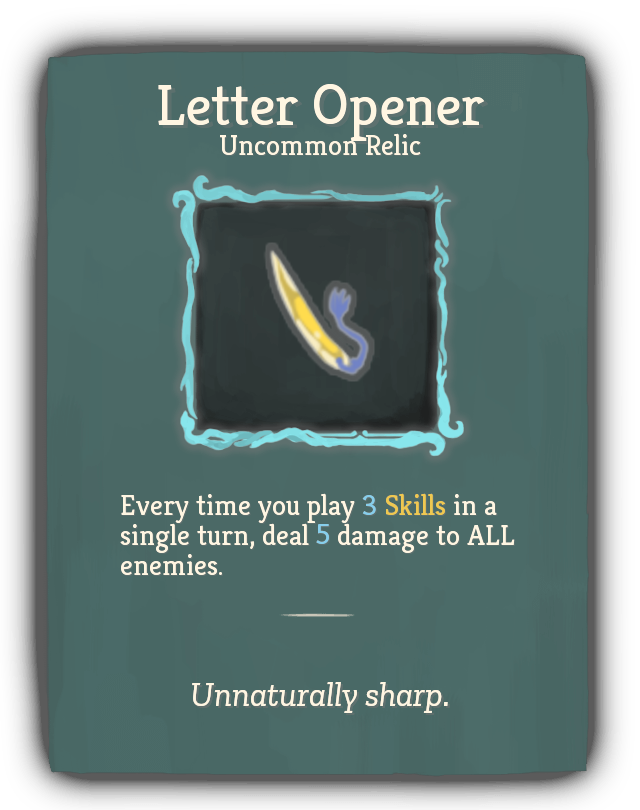 Letter Opener
Uncommon Relic
Every time you play 3 Skills in a
single turn, deal 5 damage to ALL
enemies.
Unnaturally sharp.